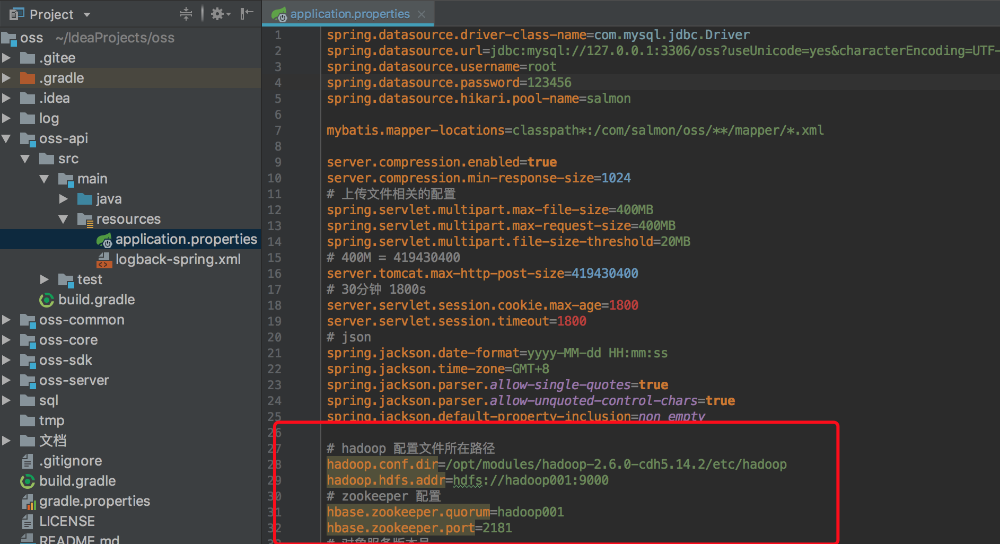 Project
oss ~/IdeaProjects/oss
.gitee
.gradle
.idea
log
oss-api
src
main
java
resources
application.properties
logback-spring.xml
test
build.gradle
oss-common
oss-core
oss-sdk
oss-server
sql
tmp
文档
.gitignore
build.gradle
gradle.properties
LICENSE
README.md
application.properties
1 spring.datasource.driver-class-name=com.mysql.jdbc.Driver
2 spring.datasource.url=jdbc:mysql://127.0.0.1:3306/oss?useUnicode=yes&characterEncoding=UTF-
3 spring.datasource.username=root
4 spring.datasource.password=123456
5 spring.datasource.hikari.pool-name=salmon
6
7 mybatis.mapper-locations=classpath*:/com/salmon/oss/**/mapper/*.xml
8
9 server.compression.enabled=true
10 server.compression.min-response-size=1024
11 # 上传文件相关的配置
12 spring.servlet.multipart.max-file-size=400MB
13 spring.servlet.multipart.max-request-size=400MB
14 spring.servlet.multipart.file-size-threshold=20MB
15 # 400M = 419430400
16 server.tomcat.max-http-post-size=419430400
17 # 30分钟 1800s
18 server.servlet.session.cookie.max-age=1800
19 server.servlet.session.timeout=1800
20 # json
21 spring.jackson.date-format=yyyy-MM-dd HH:mm:ss
22 spring.jackson.time-zone=GMT+8
23 spring.jackson.parser.allow-single-quotes=true
24 spring.jackson.parser.allow-unquoted-control-chars=true
25 spring.jackson.default-property-inclusion=non_empty
26
27 # hadoop 配置文件所在路径
28 hadoop.conf.dir=/opt/modules/hadoop-2.6.0-cdh5.14.2/etc/hadoop
29 hadoop.hdfs.addr=hdfs://hadoop001:9000
30 # zookeeper 配置
31 hbase.zookeeper.quorum=hadoop001
32 hbase.zookeeper.port=2181
33 # 对象服务版本号